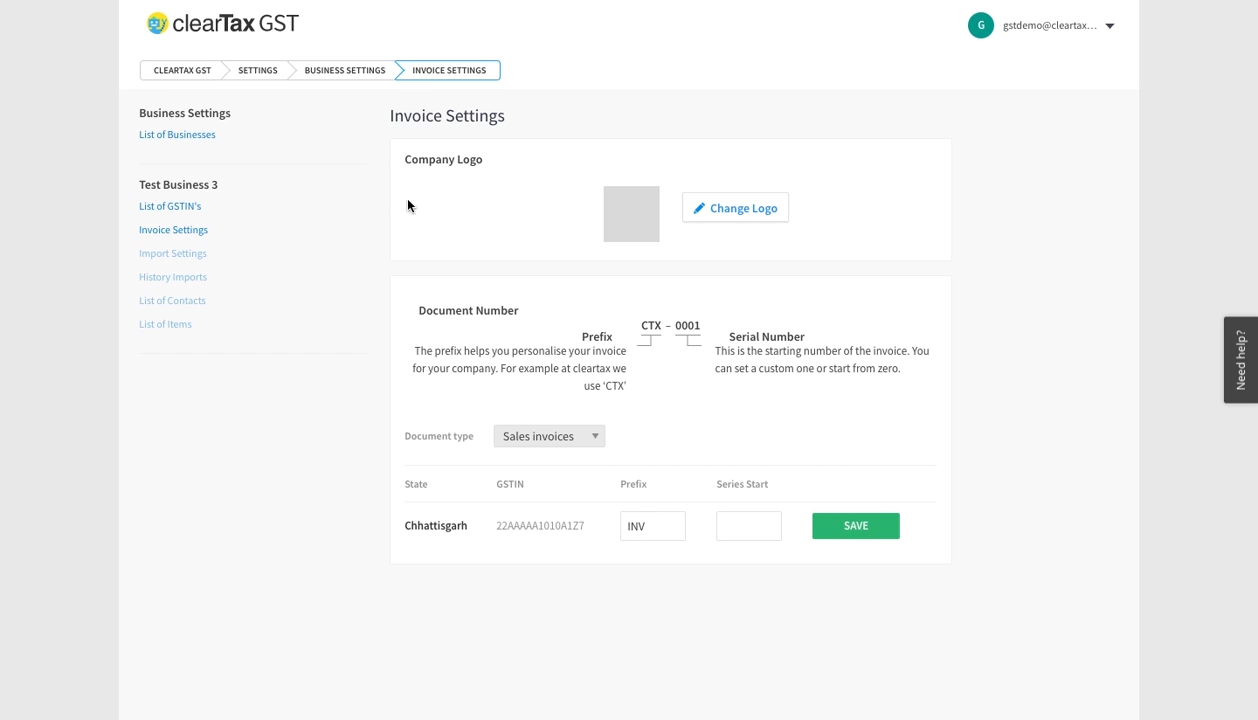 clearTax GST
G
gstdemo@cleartax...
CLEARTAX GST
SETTINGS
BUSINESS SETTINGS
INVOICE SETTINGS
Business Settings
List of Businesses
Test Business 3
List of GSTIN's
Invoice Settings
Import Settings
History Imports
List of Contacts
List of Items
Invoice Settings
Company Logo
Change Logo
Document Number
CTX – 0001
Prefix
The prefix helps you personalise your invoice
for your company. For example at cleartax we
use ‘CTX’
Serial Number
This is the starting number of the invoice. You
can set a custom one or start from zero.
Document type
Sales invoices
State
GSTIN
Prefix
Series Start
Chhattisgarh
22AAAAA1010A1Z7
INV
SAVE
Need help?